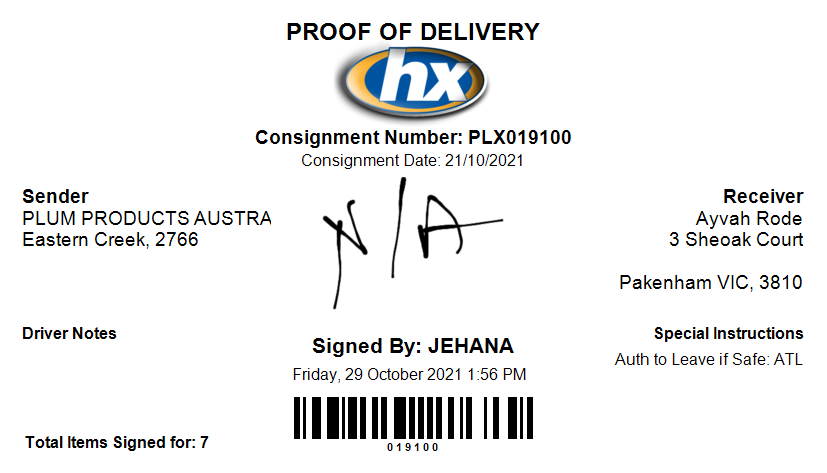 PROOF OF DELIVERY
hx
Consignment Number: PLX019100
Consignment Date: 21/10/2021
Sender
PLUM PRODUCTS AUSTRA
Eastern Creek, 2766
N/A
Receiver
Ayvah Rode
3 Sheoak Court
Pakenham VIC, 3810
Driver Notes
Signed By: JEHANA
Friday, 29 October 2021 1:56 PM
Special Instructions
Auth to Leave if Safe: ATL
Total Items Signed for: 7
019100